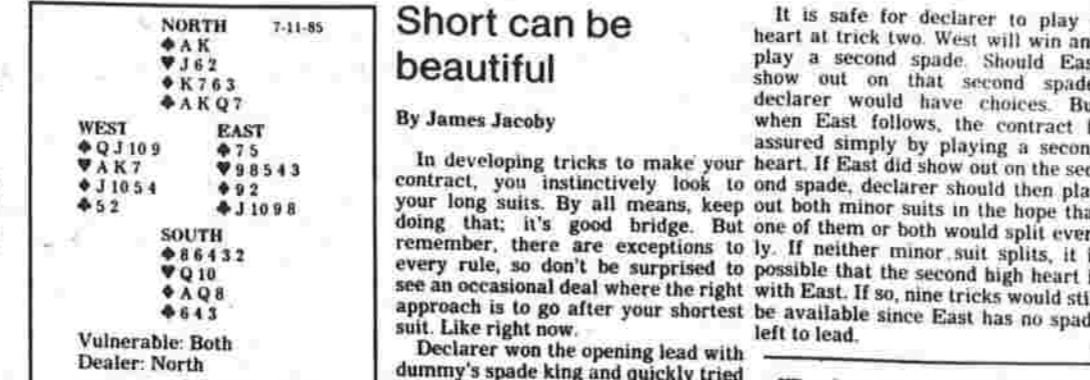 NORTH 7-11-85
♠ A K
♥ J 6 2
♦ K 7 6 3
♣ A K Q 7
WEST EAST
♠ Q J 10 9 ♠ 7 5
♥ A K 7 ♥ 9 8 5 4 3
♦ J 10 5 4 ♦ 9 2
♣ 5 2 ♣ J 10 9 8
SOUTH
♠ 8 6 4 3 2
♥ Q 10
♦ A Q 8
♣ 6 4 3
Vulnerable: Both
Dealer: North
Short can be
beautiful
By James Jacoby
In developing tricks to make your
contract, you instinctively look to
your long suits. By all means, keep
doing that; it's good bridge. But
remember, there are exceptions to
every rule, so don't be surprised to
see an occasional deal where the right
approach is to go after your shortest
suit. Like right now.
Declarer won the opening lead with
dummy's spade king and quickly tried
It is safe for declarer to play
heart at trick two. West will win an
play a second spade. Should Eas
show out on that second spade
declarer would have choices. Bu
when East follows, the contract i
assured simply by playing a secon
heart. If East did show out on the sec
ond spade, declarer should then pla
out both minor suits in the hope tha
one of them or both would split even
ly. If neither minor suit splits, it i
possible that the second high heart i
with East. If so, nine tricks would sti
be available since East has no spad
left to lead.